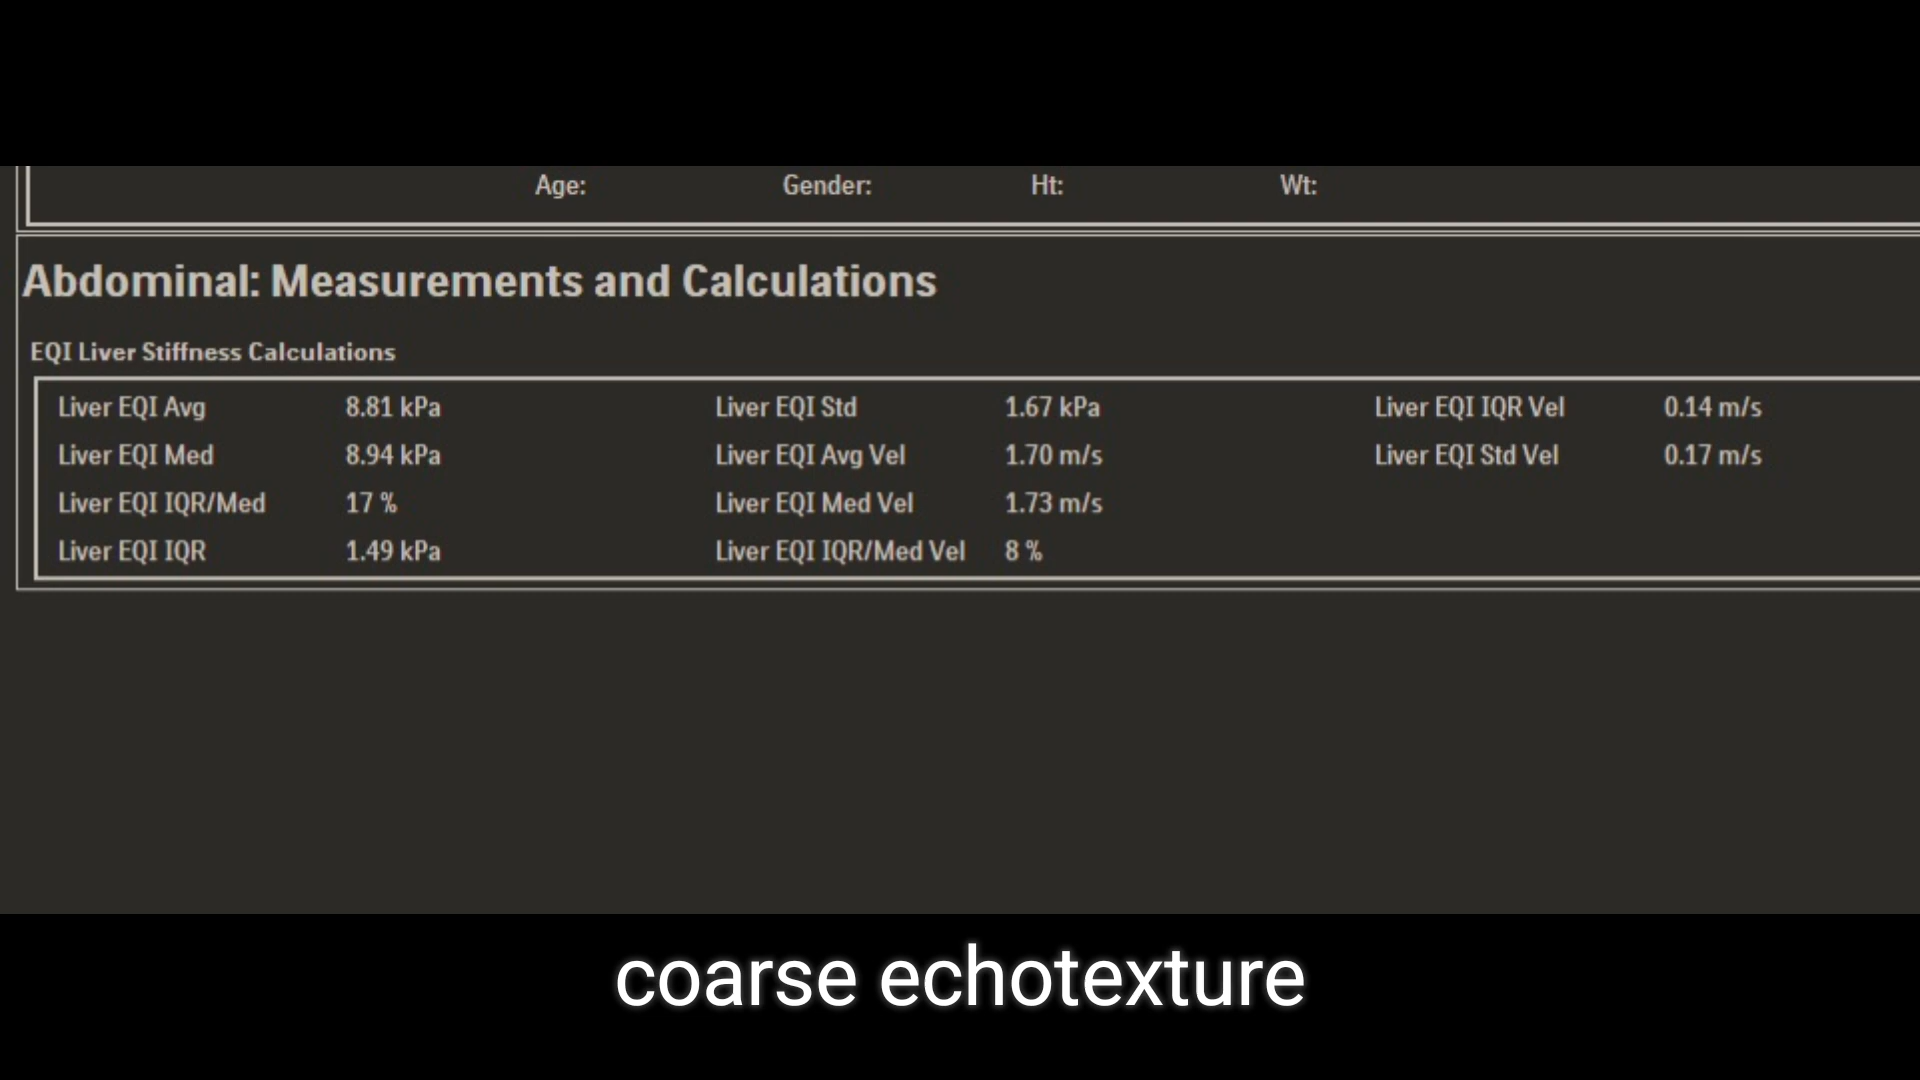 Age: Gender: Ht: Wt:
Abdominal: Measurements and Calculations
EQI Liver Stiffness Calculations
Liver EQI Avg 8.81 kPa Liver EQI Std 1.67 kPa Liver EQI IQR Vel 0.14 m/s
Liver EQI Med 8.94 kPa Liver EQI Avg Vel 1.70 m/s Liver EQI Std Vel 0.17 m/s
Liver EQI IQR/Med 17 % Liver EQI Med Vel 1.73 m/s
Liver EQI IQR 1.49 kPa Liver EQI IQR/Med Vel 8 %
coarse echotexture